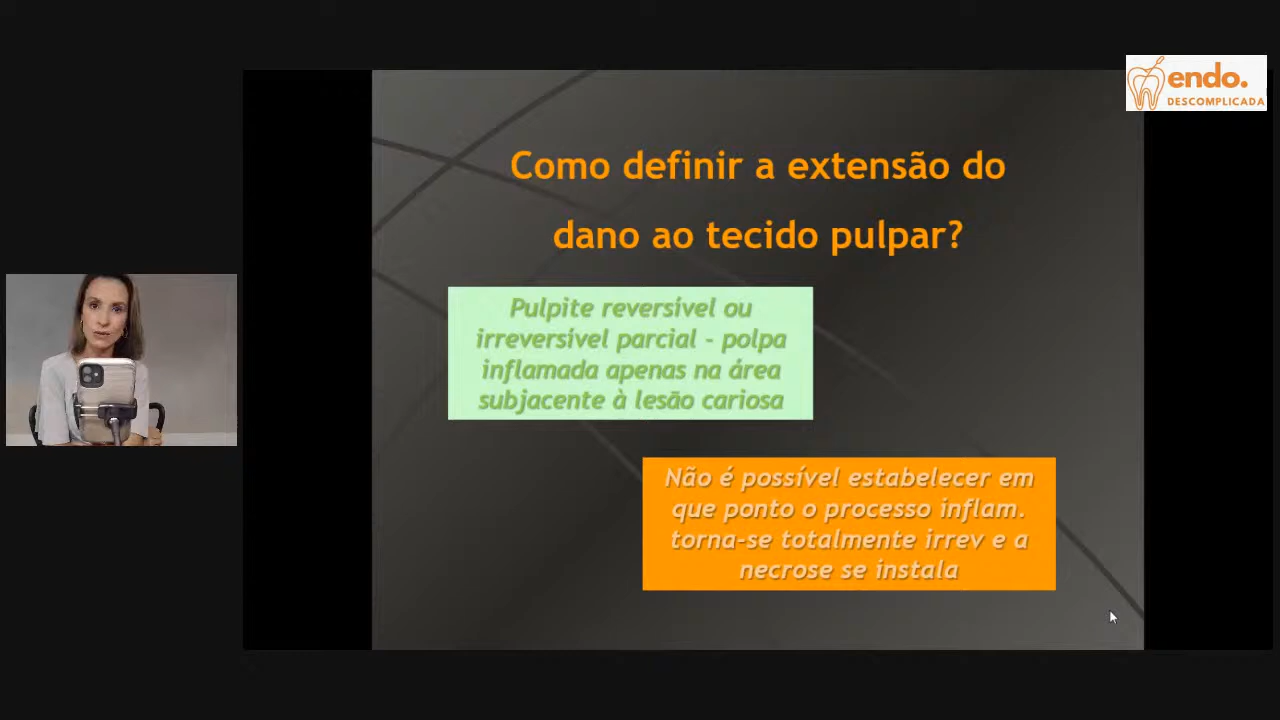 endo.
DESCOMPLICADA
Como definir a extensão do
dano ao tecido pulpar?
Pulpite reversível ou
irreversível parcial - polpa
inflamada apenas na área
subjacente à lesão cariosa
Não é possível estabelecer em
que ponto o processo inflam.
torna-se totalmente irrev e a
necrose se instala